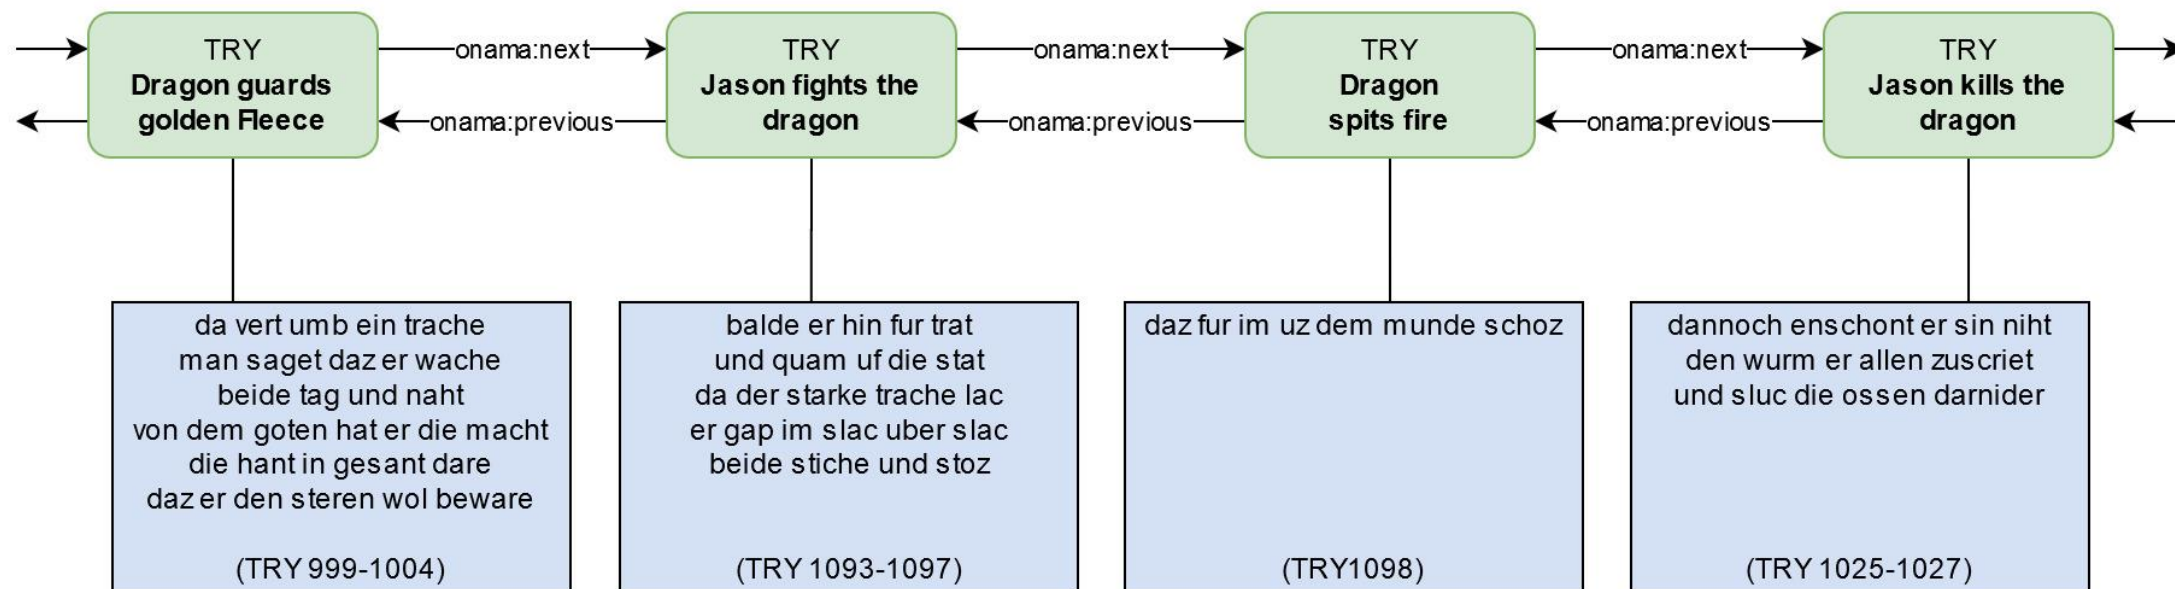 TRY
Dragon guards
golden Fleece
onama:next
onama:previous
TRY
Jason fights the
dragon
onama:next
onama:previous
TRY
Dragon
spits fire
onama:next
onama:previous
TRY
Jason kills the
dragon
da vert umb ein trache
man saget daz er wache
beide tag und naht
von dem goten hat er die macht
die hant in gesant dare
daz er den steren wol beware
(TRY 999-1004)
balde er hin fur trat
und quam uf die stat
da der starke trache lac
er gap im slac uber slac
beide stiche und stoz
(TRY 1093-1097)
daz fur im uz dem munde schoz
(TRY1098)
dannoch enschont er sin niht
den wurm er allen zuscriet
und sluc die ossen darnider
(TRY 1025-1027)